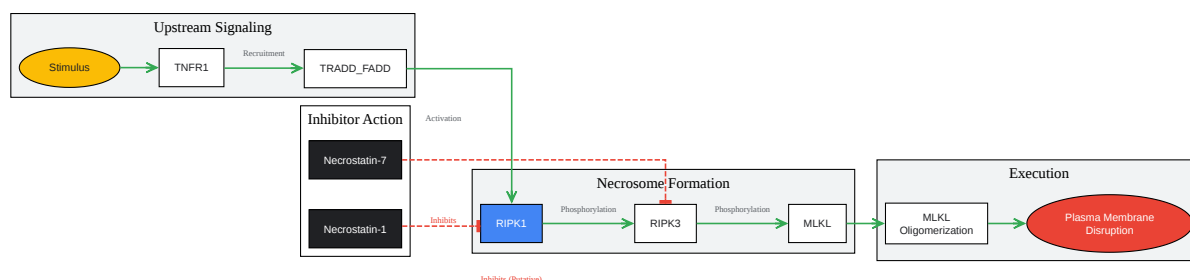 Upstream Signaling
Stimulus
TNFR1
Recruitment
TRADD_FADD
Inhibitor Action
Activation
Necrostatin-7
Necrostatin-1
Inhibits
Necrosome Formation
RIPK1
Phosphorylation
RIPK3
Phosphorylation
MLKL
Execution
MLKL
Oligomerization
Plasma Membrane
Disruption
Inhibits (Putative)